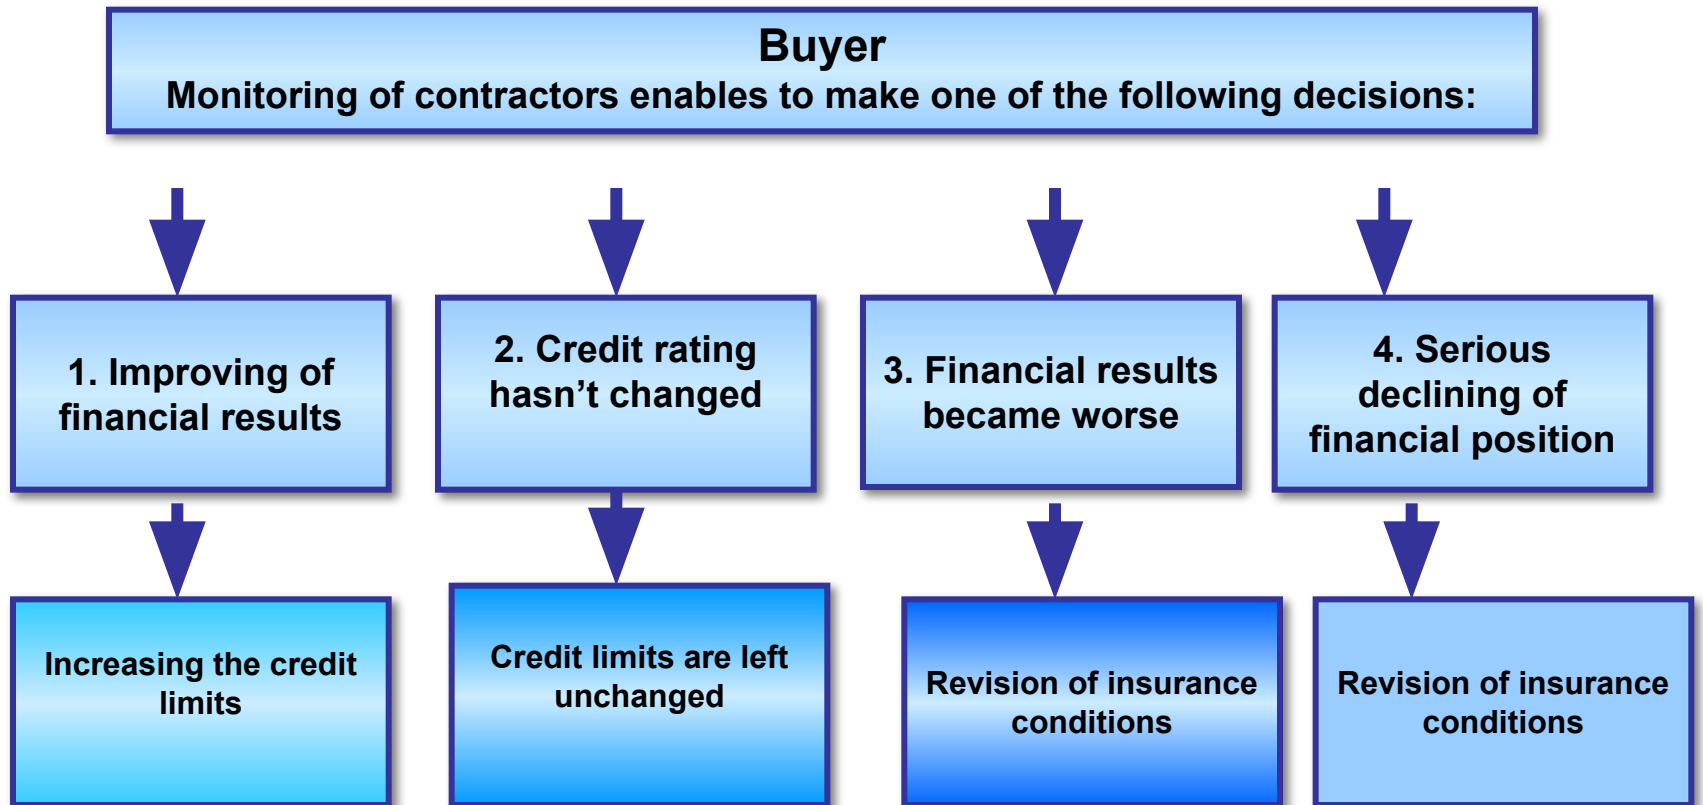 Buyer
Monitoring of contractors enables to make one of the following decisions:
1. Improving of
financial results
2. Credit rating
hasn’t changed
3. Financial results
became worse
4. Serious
declining of
financial position
Increasing the credit
limits
Credit limits are left
unchanged
Revision of insurance
conditions
Revision of insurance
conditions